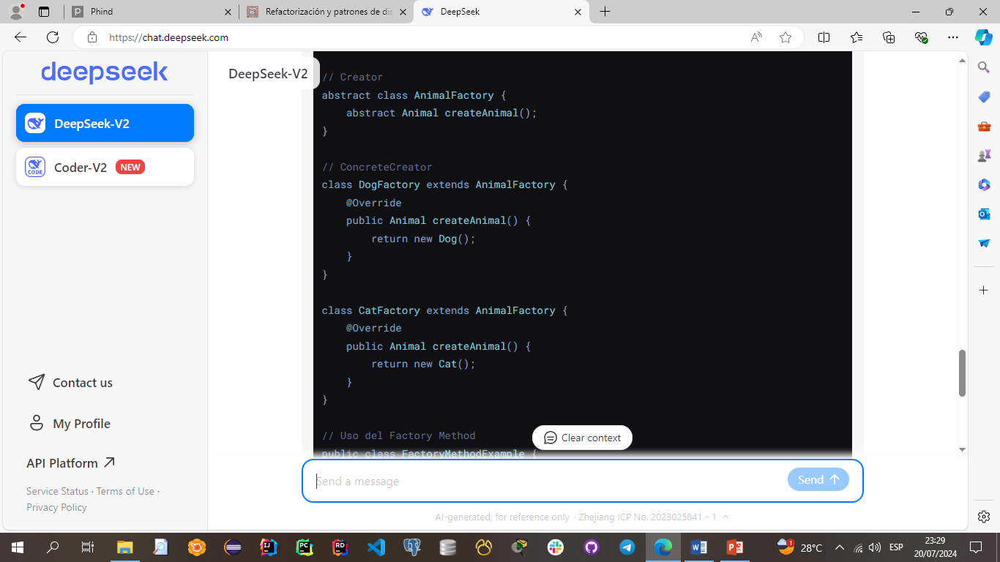 Phind
Refactorización y patrones de dis
DeepSeek
https://chat.deepseek.com
deepseek
DeepSeek-V2
Coder-V2 NEW
CODE
Contact us
My Profile
API Platform
Service Status · Terms of Use ·
Privacy Policy
DeepSeek-V2
// Creator
abstract class AnimalFactory {
    abstract Animal createAnimal();
}
// ConcreteCreator
class DogFactory extends AnimalFactory {
    @Override
    public Animal createAnimal() {
        return new Dog();
    }
}
class CatFactory extends AnimalFactory {
    @Override
    public Animal createAnimal() {
        return new Cat();
    }
}
// Uso del Factory Method
public class FactoryMethodExample {
Clear context
Send a message
Send
AI-generated, for reference only · Zhejiang ICP No. 2023025841 - 1
28°C
ESP
23:29
20/07/2024